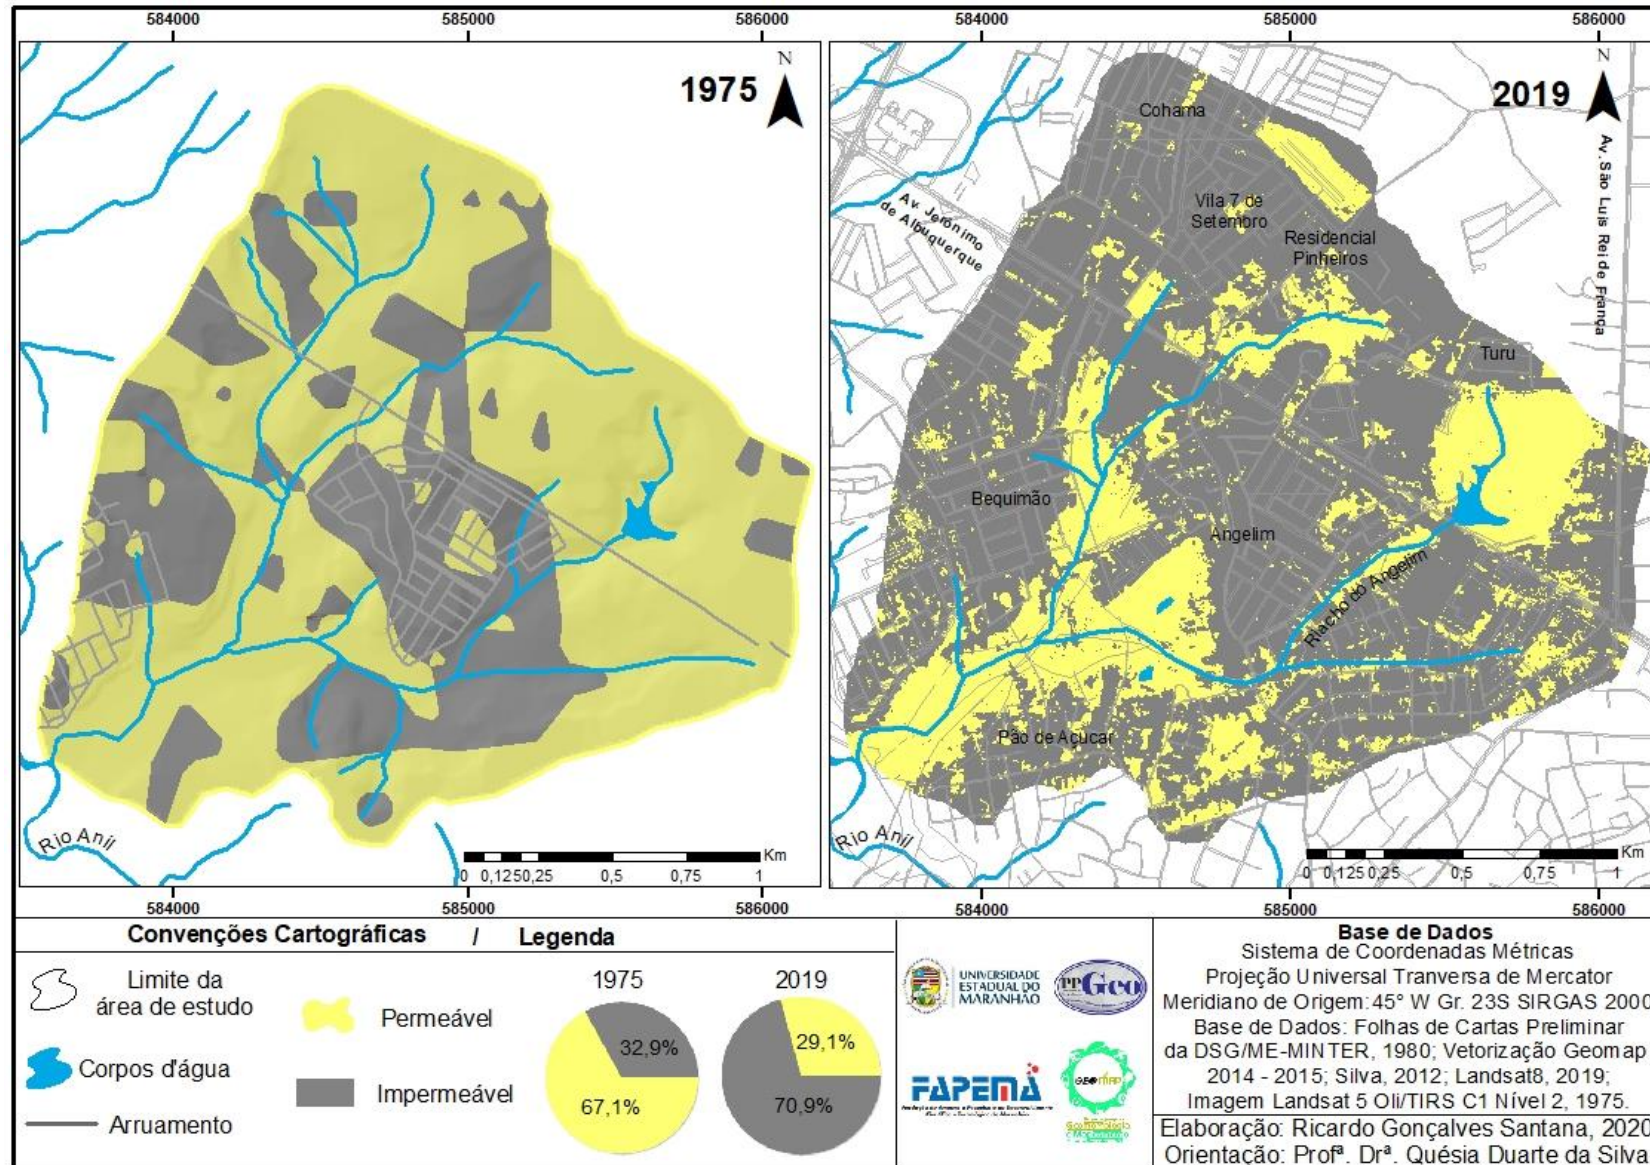 584000
585000
586000
584000
585000
586000
N
1975
Rio Anil
Km
0 0,125 0,25 0,5 0,75 1
N
2019
Cohama
Av. Jerônimo
de Albuquerque
Vila 7 de
Setembro
Residencial
Pinheiros
Av. São Luis Rei de França
Turu
Bequimão
Angelim
Riacho do Angelim
Pão de Açúcar
Rio Anil
Km
0 0,125 0,25 0,5 0,75 1
584000
585000
586000
584000
585000
586000
Convenções Cartográficas / Legenda
Limite da
área de estudo
Corpos d'água
Arruamento
Permeável
Impermeável
1975
32,9%
67,1%
2019
29,1%
70,9%
UNIVERSIDADE
ESTADUAL DO
MARANHÃO
PPGeo
FAPEMA
GEOMAP
Base de Dados
Sistema de Coordenadas Métricas
Projeção Universal Tranversa de Mercator
Meridiano de Origem: 45° W Gr. 23S SIRGAS 2000
Base de Dados: Folhas de Cartas Preliminar
da DSG/ME-MINTER, 1980; Vetorização Geomap
2014 - 2015; Silva, 2012; Landsat8, 2019;
Imagem Landsat 5 Oli/TIRS C1 Nível 2, 1975.
Elaboração: Ricardo Gonçalves Santana, 2020
Orientação: Profª. Drª. Quésia Duarte da Silva